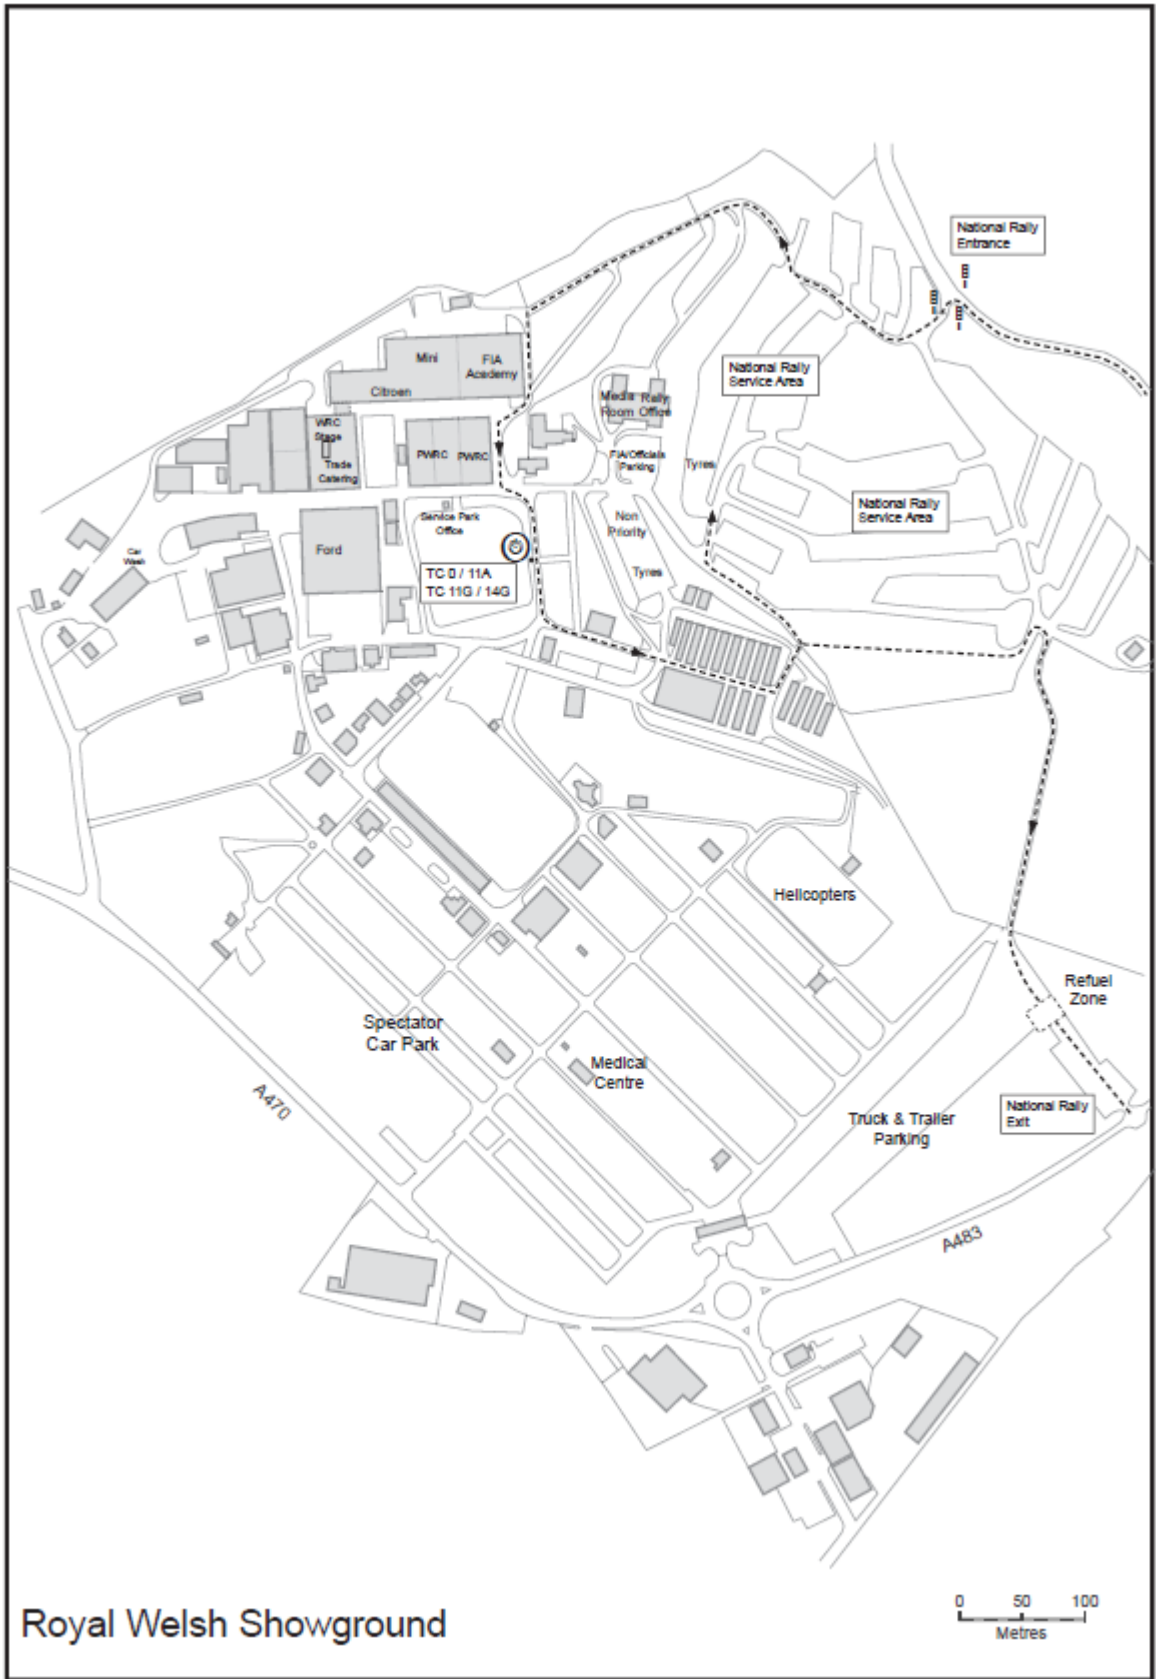 National Rally
Entrance
Mini
FIA
Academy
Citroen
National Rally
Service Area
Media
Room
Rally
Office
WRC
Stage
Trade
Catering
PWRC
PWRC
FIA/Officials
Parking
Tyres
National Rally
Service Area
Service Park
Office
Non
Priority
Car
Wash
Ford
Tyres
TC 0 / 11A
TC 11G / 14G
Helicopters
Refuel
Zone
Spectator
Car Park
Medical
Centre
A470
National Rally
Exit
Truck & Trailer
Parking
A483
Royal Welsh Showground
0 50 100
Metres